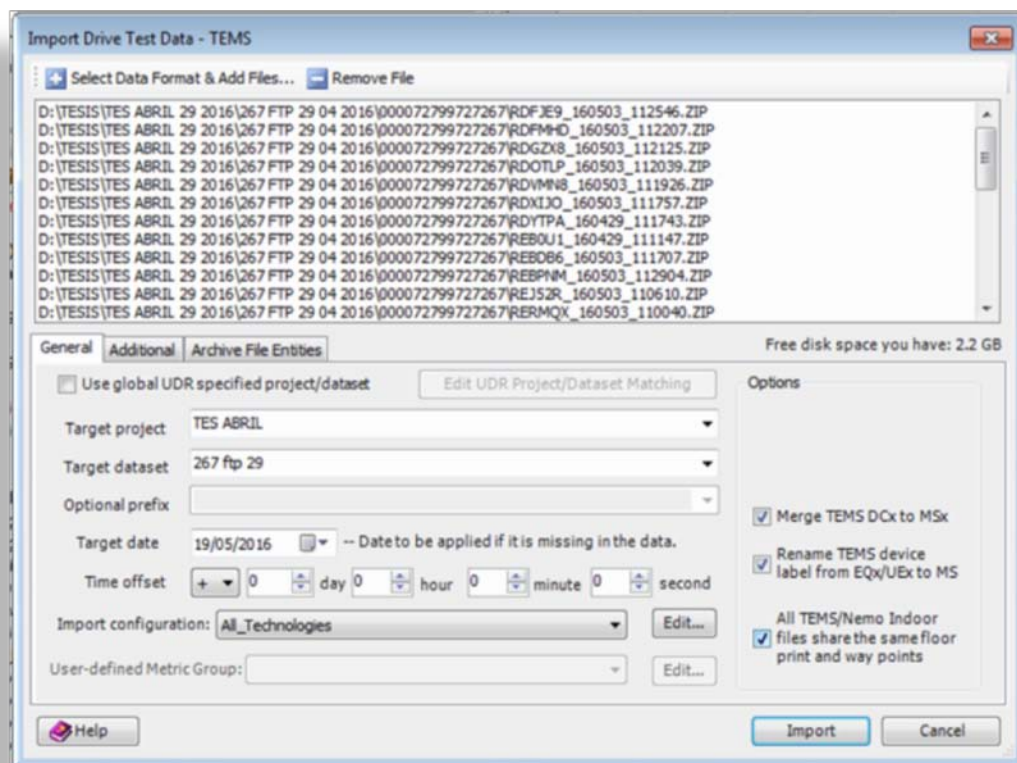 Import Drive Test Data - TEMS
Select Data Format & Add Files... Remove File
D:\TESIS\TES ABRIL 29 2016\267 FTP 29 04 2016\000072799727267\RDFJE9_160503_112546.ZIP
D:\TESIS\TES ABRIL 29 2016\267 FTP 29 04 2016\000072799727267\RDFMHD_160503_112207.ZIP
D:\TESIS\TES ABRIL 29 2016\267 FTP 29 04 2016\000072799727267\RDGZX8_160503_112125.ZIP
D:\TESIS\TES ABRIL 29 2016\267 FTP 29 04 2016\000072799727267\RDOTLP_160503_112039.ZIP
D:\TESIS\TES ABRIL 29 2016\267 FTP 29 04 2016\000072799727267\RDVMN8_160503_111926.ZIP
D:\TESIS\TES ABRIL 29 2016\267 FTP 29 04 2016\000072799727267\RDXIJO_160503_111757.ZIP
D:\TESIS\TES ABRIL 29 2016\267 FTP 29 04 2016\000072799727267\RDYTPA_160429_111743.ZIP
D:\TESIS\TES ABRIL 29 2016\267 FTP 29 04 2016\000072799727267\REB0U1_160429_111147.ZIP
D:\TESIS\TES ABRIL 29 2016\267 FTP 29 04 2016\000072799727267\REBDB6_160503_111707.ZIP
D:\TESIS\TES ABRIL 29 2016\267 FTP 29 04 2016\000072799727267\REBPNM_160503_112904.ZIP
D:\TESIS\TES ABRIL 29 2016\267 FTP 29 04 2016\000072799727267\REJ52R_160503_110610.ZIP
D:\TESIS\TES ABRIL 29 2016\267 FTP 29 04 2016\000072799727267\RERMQX_160503_110040.ZIP
General Additional Archive File Entities
Free disk space you have: 2.2 GB
Use global UDR specified project/dataset
Edit UDR Project/Dataset Matching
Target project TES ABRIL
Target dataset 267 ftp 29
Optional prefix
Target date 19/05/2016 -- Date to be applied if it is missing in the data.
Time offset + 0 day 0 hour 0 minute 0 second
Import configuration: All_Technologies Edit...
User-defined Metric Group: Edit...
Options
Merge TEMS DCx to MSx
Rename TEMS device
label from EQx/UEx to MS
All TEMS/Nemo Indoor
files share the same floor
print and way points
Help
Import
Cancel